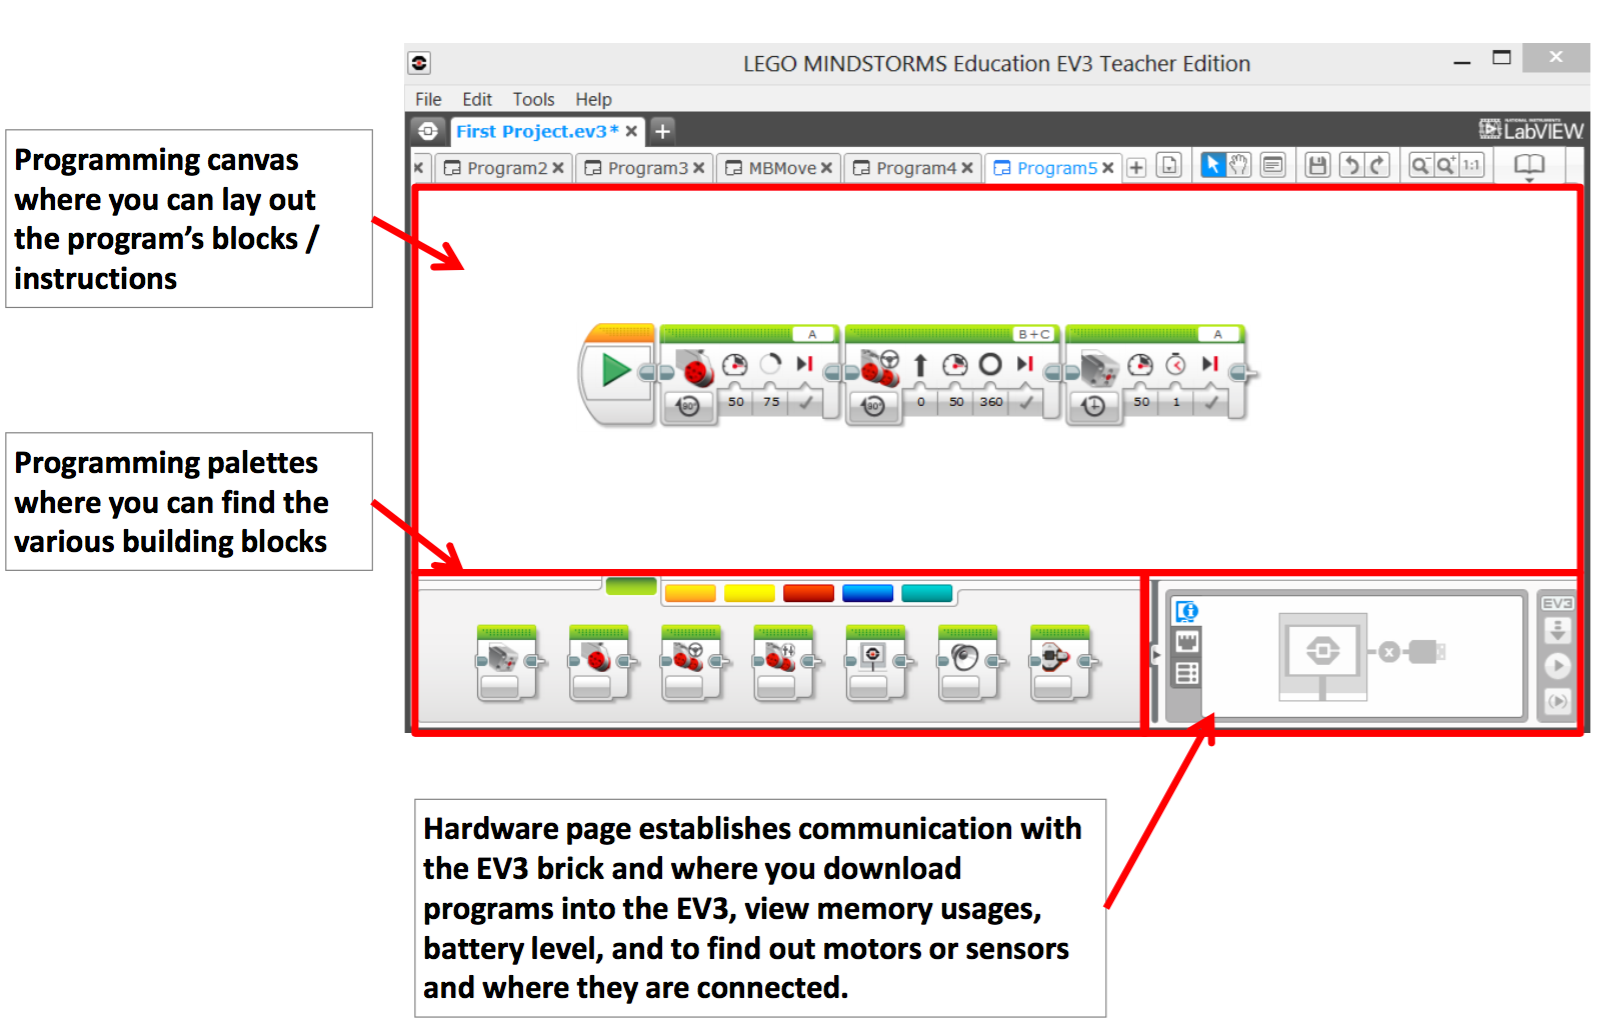 LEGO MINDSTORMS Education EV3 Teacher Edition
File Edit Tools Help
First Project.ev3*
NATIONAL INSTRUMENTS
LabVIEW
Program2 Program3 MBMove Program4 Program5 1:1
Programming canvas
where you can lay out
the program’s blocks /
instructions
A B+C A
50 75 0 50 360 50 1
Programming palettes
where you can find the
various building blocks
EV3
Hardware page establishes communication with
the EV3 brick and where you download
programs into the EV3, view memory usages,
battery level, and to find out motors or sensors
and where they are connected.